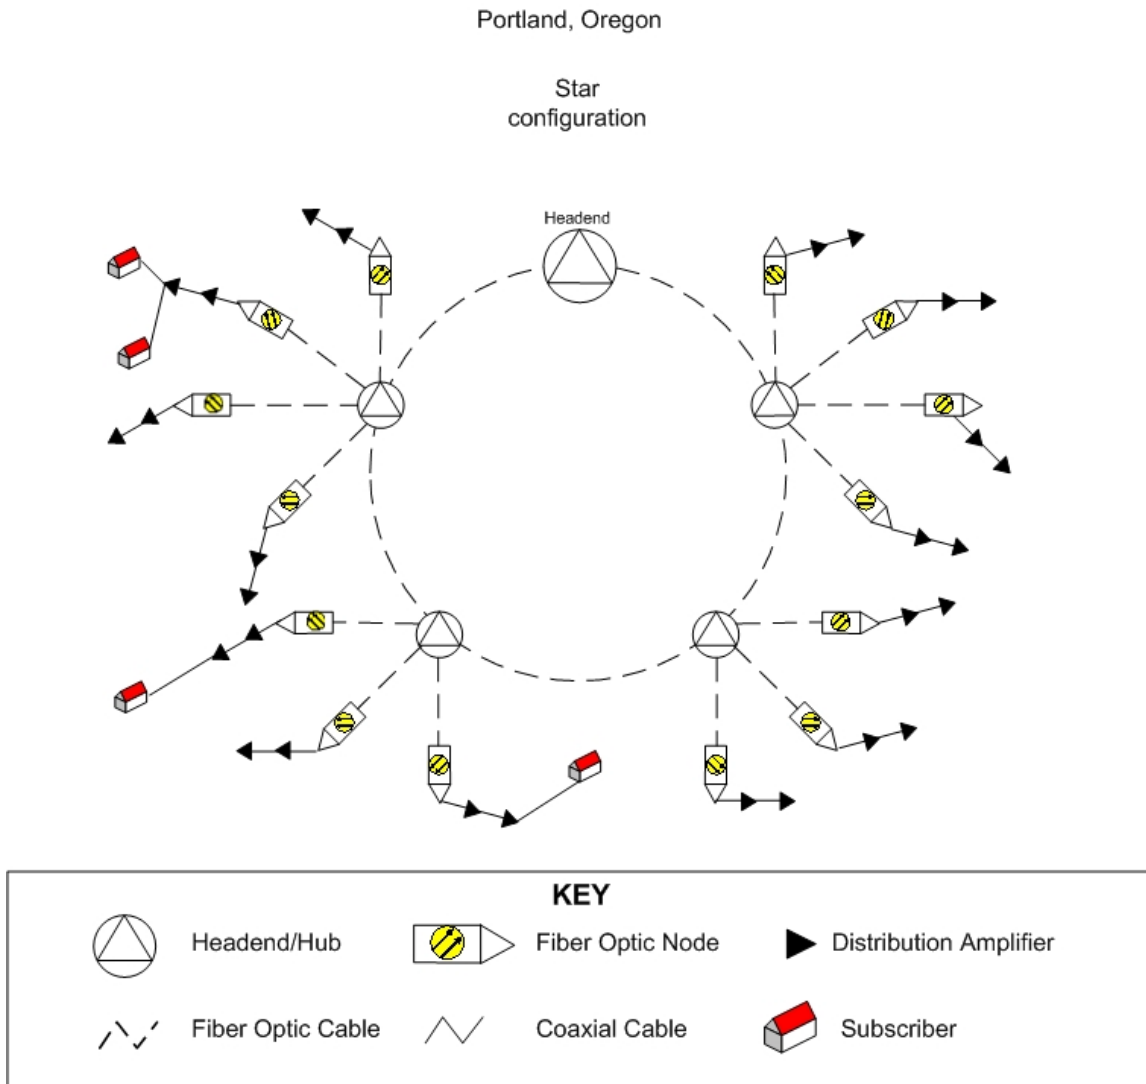 Portland, Oregon
Star
configuration
Headend
KEY
Headend/Hub
Fiber Optic Node
Distribution Amplifier
Fiber Optic Cable
Coaxial Cable
Subscriber